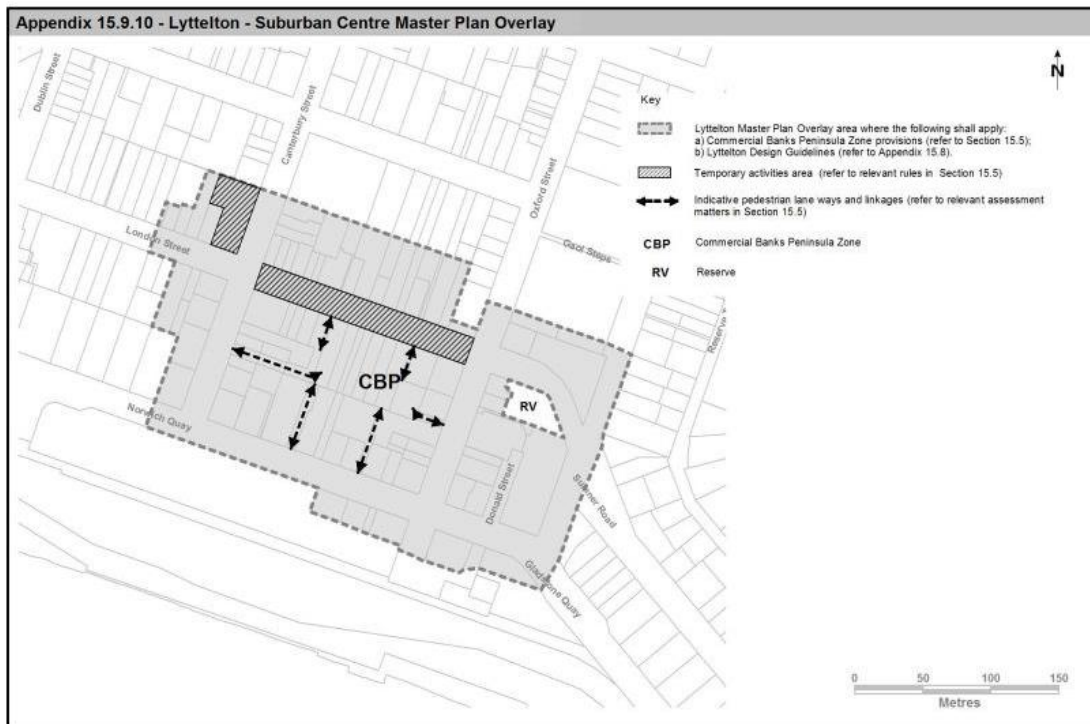 Appendix 15.9.10 - Lyttelton - Suburban Centre Master Plan Overlay
N
Key
Lyttelton Master Plan Overlay area where the following shall apply:
a) Commercial Banks Peninsula Zone provisions (refer to Section 15.5);
b) Lyttelton Design Guidelines (refer to Appendix 15.8).
Temporary activities area (refer to relevant rules in Section 15.5)
Indicative pedestrian lane ways and linkages (refer to relevant assessment
matters in Section 15.5)
CBP Commercial Banks Peninsula Zone
RV Reserve
Dublin Street
Canterbury Street
Oxford Street
Gaol Steps
London Street
Reserve
CBP
RV
Norwich Quay
Donald Street
Sumner Road
Gladstone Quay
0 50 100 150
Metres